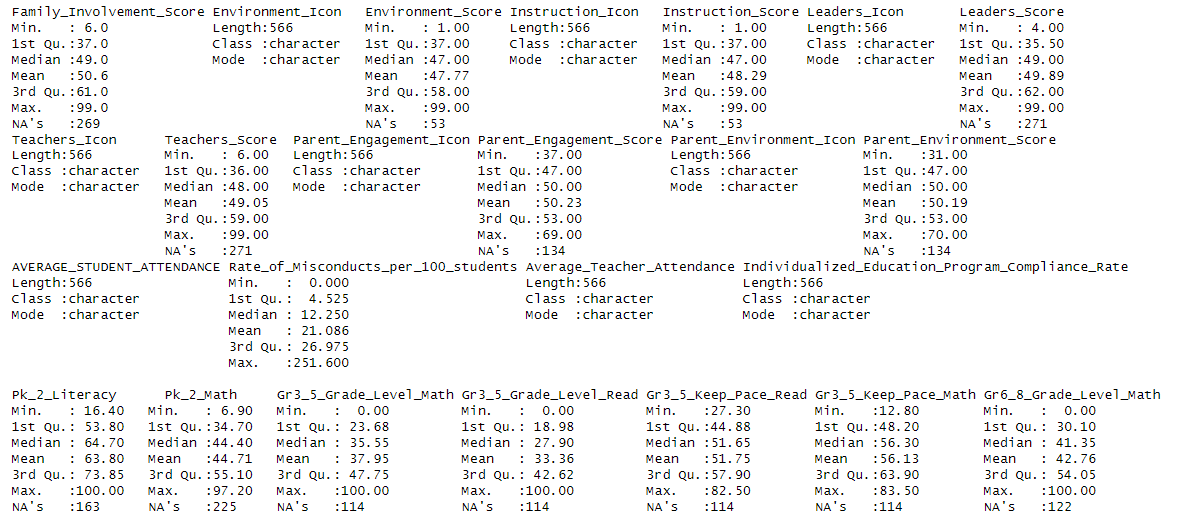 Family_Involvement_Score Environment_Icon Environment_Score Instruction_Icon Instruction_Score Leaders_Icon Leaders_Score
Min. : 6.0 Length:566 Min. : 1.00 Length:566 Min. : 1.00 Length:566 Min. : 4.00
1st Qu.:37.0 Class :character 1st Qu.:37.00 Class :character 1st Qu.:37.00 Class :character 1st Qu.:35.50
Median :49.0 Mode :character Median :47.00 Mode :character Median :47.00 Mode :character Median :49.00
Mean :50.6 Mean :47.77 Mean :48.29 Mean :49.89
3rd Qu.:61.0 3rd Qu.:58.00 3rd Qu.:59.00 3rd Qu.:62.00
Max. :99.0 Max. :99.00 Max. :99.00 Max. :99.00
NA's :269 NA's :53 NA's :53 NA's :271
Teachers_Icon Teachers_Score Parent_Engagement_Icon Parent_Engagement_Score Parent_Environment_Icon Parent_Environment_Score
Length:566 Min. : 6.00 Length:566 Min. :37.00 Length:566 Min. :31.00
Class :character 1st Qu.:36.00 Class :character 1st Qu.:47.00 Class :character 1st Qu.:47.00
Mode :character Median :48.00 Mode :character Median :50.00 Mode :character Median :50.00
Mean :49.05 Mean :50.23 Mean :50.19
3rd Qu.:59.00 3rd Qu.:53.00 3rd Qu.:53.00
Max. :99.00 Max. :69.00 Max. :70.00
NA's :271 NA's :134 NA's :134
AVERAGE_STUDENT_ATTENDANCE Rate_of_Misconducts_per_100_students Average_Teacher_Attendance Individualized_Education_Program_Compliance_Rate
Length:566 Min. : 0.000 Length:566 Length:566
Class :character 1st Qu.: 4.525 Class :character Class :character
Mode :character Median : 12.250 Mode :character Mode :character
Mean : 21.086
3rd Qu.: 26.975
Max. :251.600
Pk_2_Literacy Pk_2_Math Gr3_5_Grade_Level_Math Gr3_5_Grade_Level_Read Gr3_5_Keep_Pace_Read Gr3_5_Keep_Pace_Math Gr6_8_Grade_Level_Math
Min. : 16.40 Min. : 6.90 Min. : 0.00 Min. : 0.00 Min. :27.30 Min. :12.80 Min. : 0.00
1st Qu.: 53.80 1st Qu.:34.70 1st Qu.: 23.68 1st Qu.: 18.98 1st Qu.:44.88 1st Qu.:48.20 1st Qu.: 30.10
Median : 64.70 Median :44.40 Median : 35.55 Median : 27.90 Median :51.65 Median :56.30 Median : 41.35
Mean : 63.80 Mean :44.71 Mean : 37.95 Mean : 33.36 Mean :51.75 Mean :56.13 Mean : 42.76
3rd Qu.: 73.85 3rd Qu.:55.10 3rd Qu.: 47.75 3rd Qu.: 42.62 3rd Qu.:57.90 3rd Qu.:63.90 3rd Qu.: 54.05
Max. :100.00 Max. :97.20 Max. :100.00 Max. :100.00 Max. :82.50 Max. :83.50 Max. :100.00
NA's :163 NA's :225 NA's :114 NA's :114 NA's :114 NA's :114 NA's :122